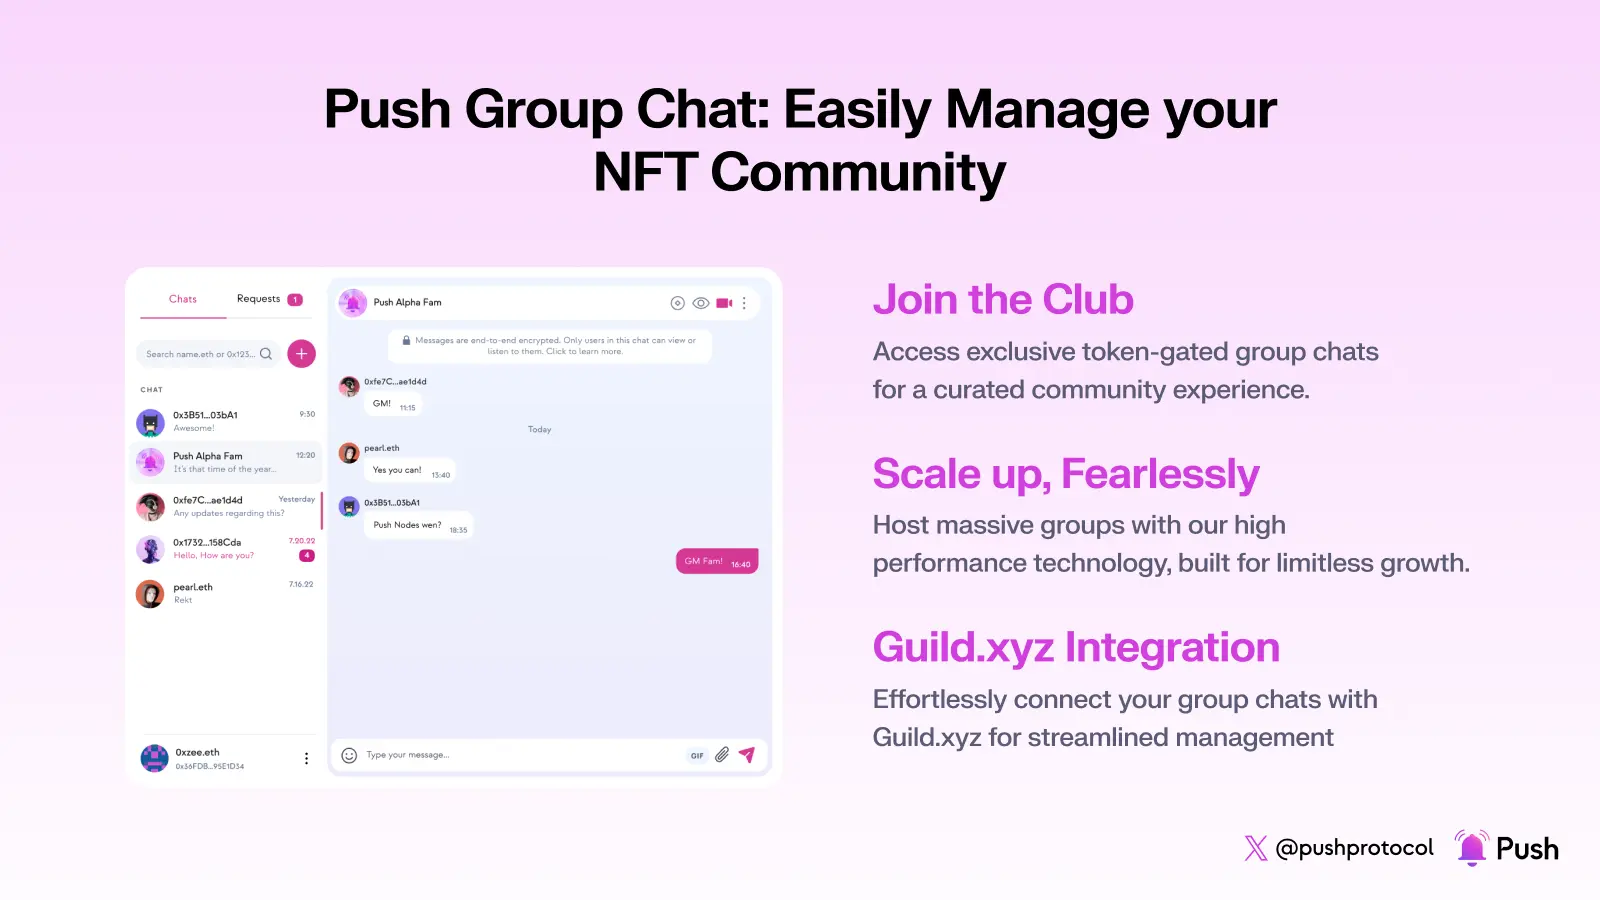 Push Group Chat: Easily Manage your
NFT Community
Chats
Requests 1
Search name.eth or 0x123...
+
CHAT
0x3B51...03bA1 9:30
Awesome!
Push Alpha Fam 12:20
It's that time of the year...
0xfe7C...ae1d4d Yesterday
Any updates regarding this?
0x1732...158Cda 7.20.22
Hello, How are you? 4
pearl.eth 7.16.22
Rekt
0xzee.eth
0x36FDB...95E1D34
Push Alpha Fam
Messages are end-to-end encrypted. Only users in this chat can view or
listen to them. Click to learn more.
0xfe7C...ae1d4d
GM! 11:15
Today
pearl.eth
Yes you can! 13:40
0x3B51...03bA1
Push Nodes wen? 18:35
GM Fam! 16:40
Type your message...
GIF
Join the Club
Access exclusive token-gated group chats
for a curated community experience.
Scale up, Fearlessly
Host massive groups with our high
performance technology, built for limitless growth.
Guild.xyz Integration
Effortlessly connect your group chats with
Guild.xyz for streamlined management
@pushprotocol
Push